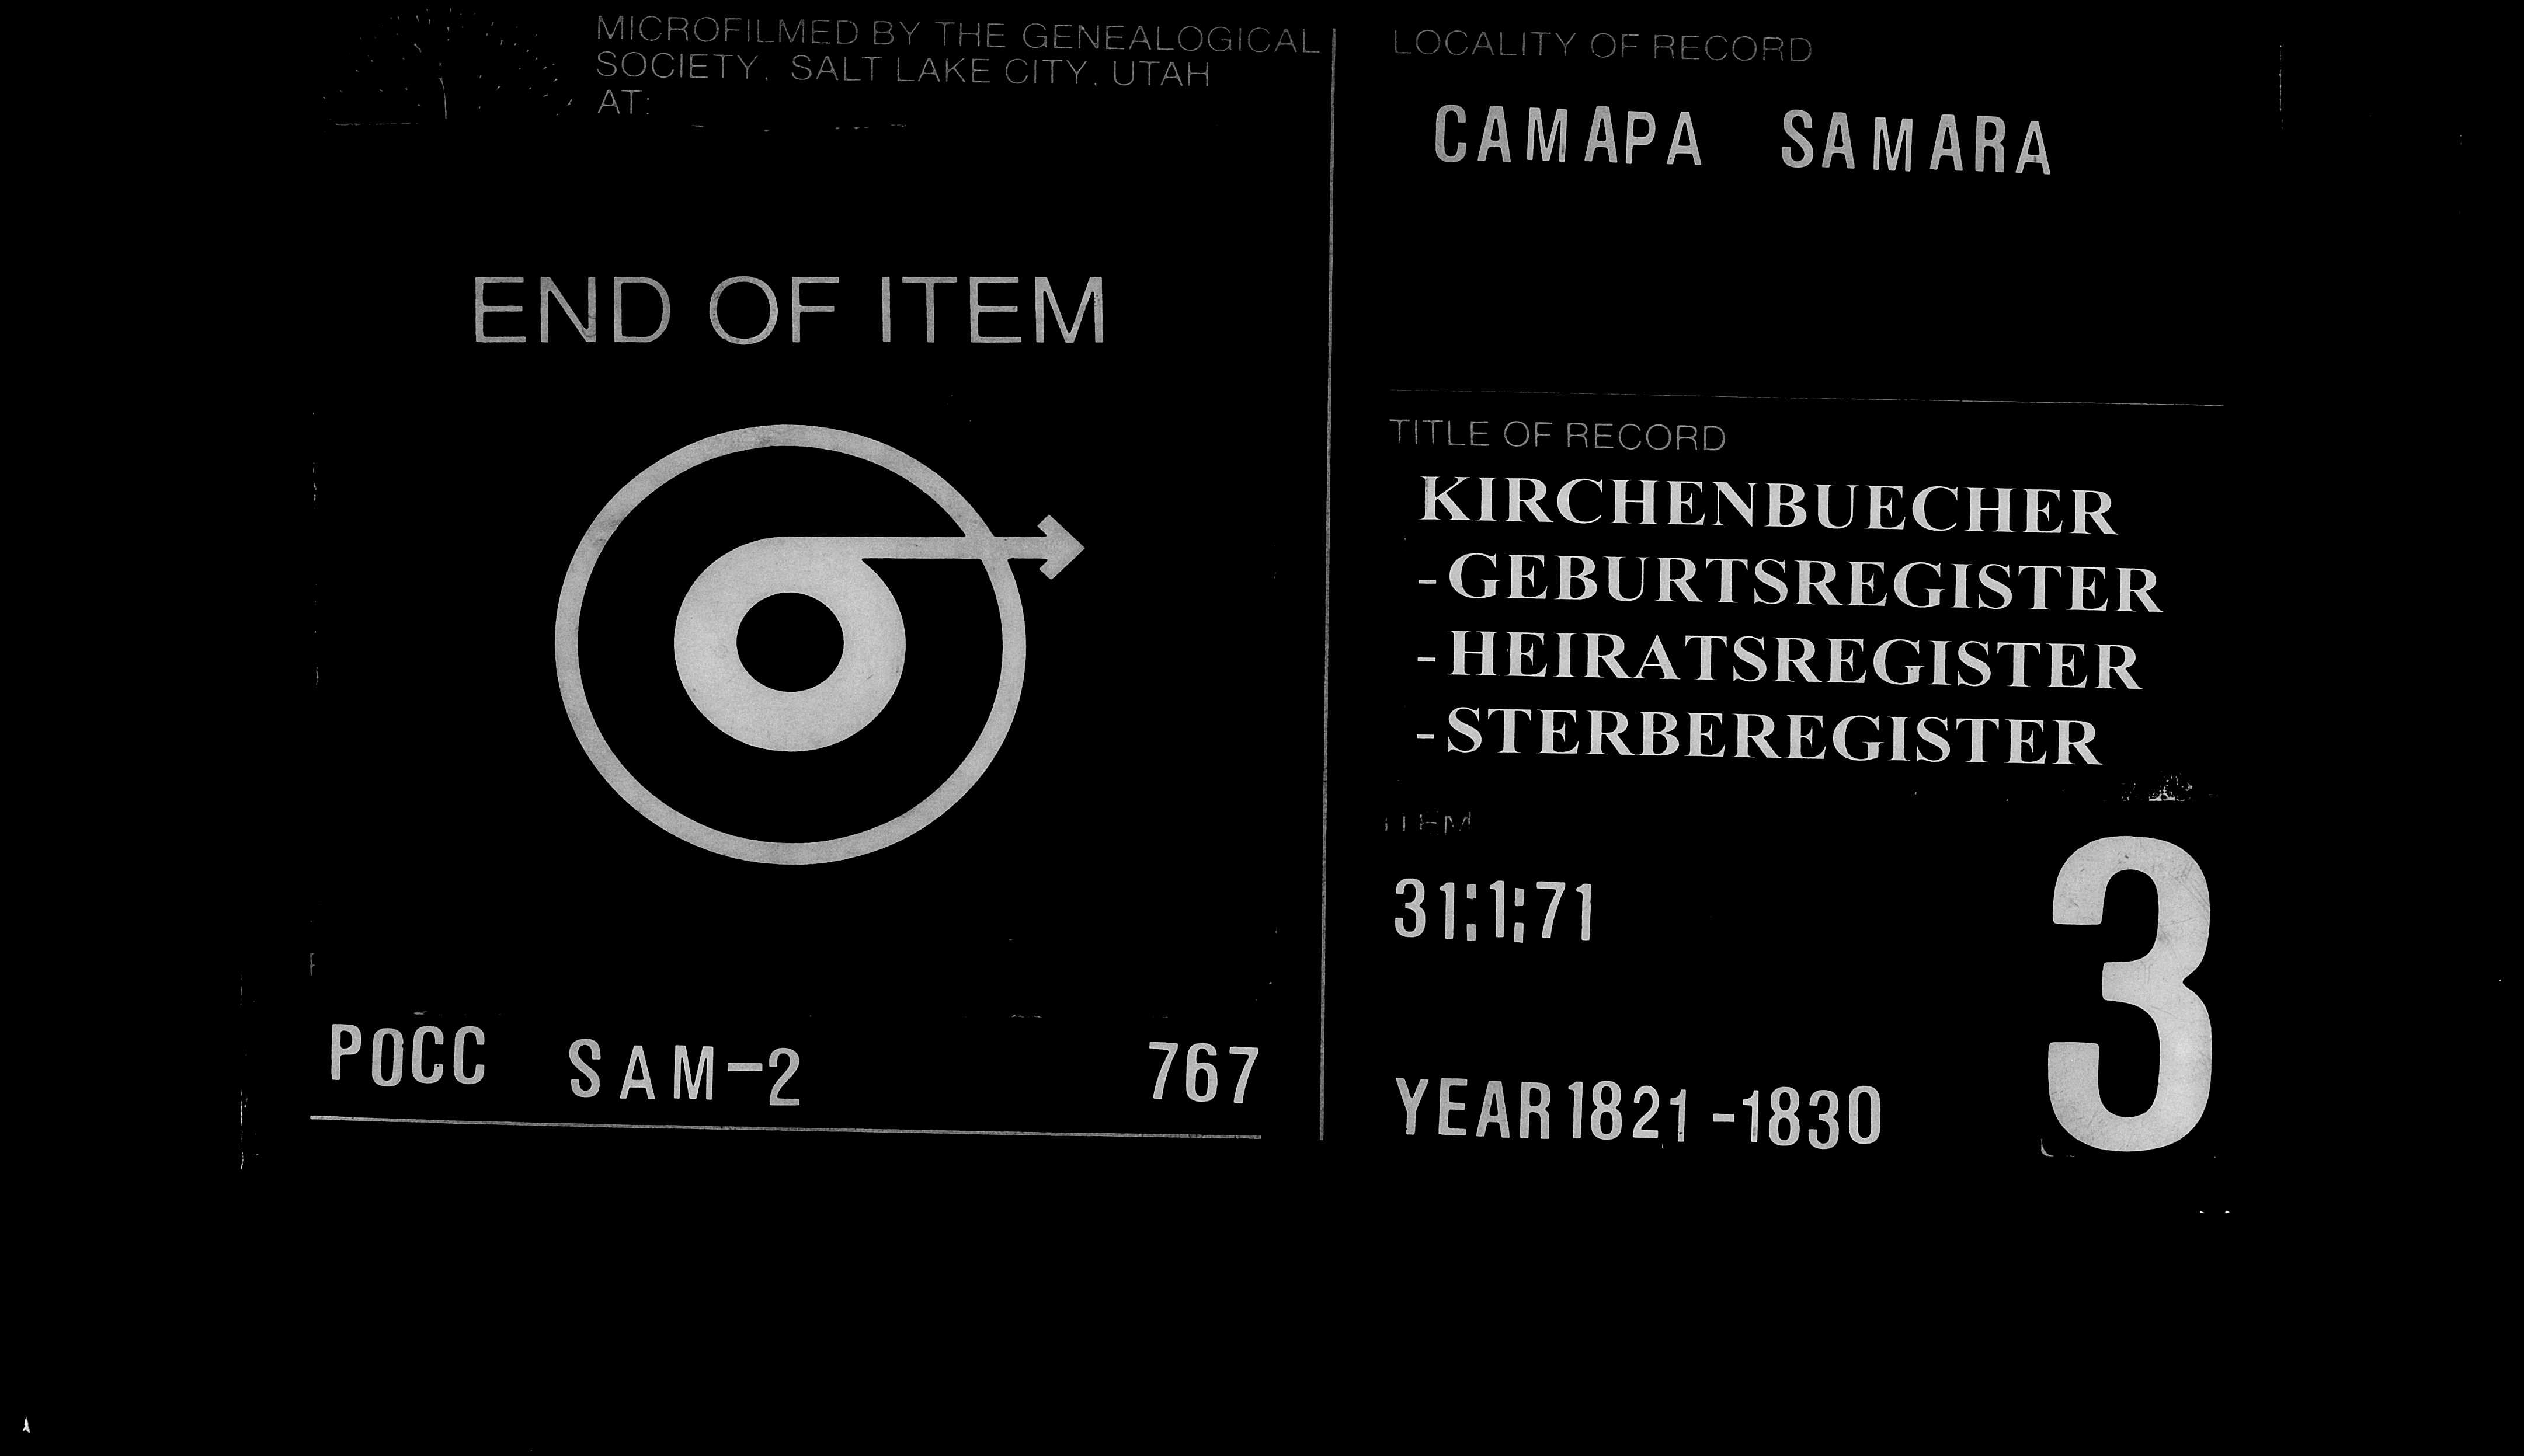 MICROFILMED BY THE GENEALOGICAL
SOCIETY, SALT LAKE CITY, UTAH
AT:
END OF ITEM
POCC SAM-2 767
LOCALITY OF RECORD
САМАРА SAMARA
TITLE OF RECORD
KIRCHENBUECHER
-GEBURTSREGISTER
-HEIRATSREGISTER
-STERBEREGISTER
ITEM
31:1:71
3
YEAR 1821-1830